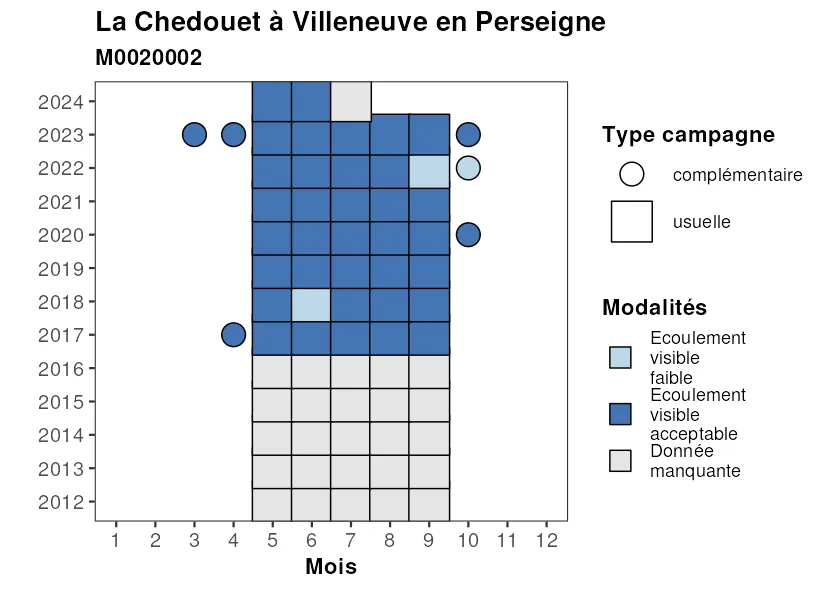 La Chedouet à Villeneuve en Perseigne
M0020002
2024
2023
2022
2021
2020
2019
2018
2017
2016
2015
2014
2013
2012
1 2 3 4 5 6 7 8 9 10 11 12
Mois
Type campagne
complémentaire
usuelle
Modalités
Ecoulement
visible
faible
Ecoulement
visible
acceptable
Donnée
manquante